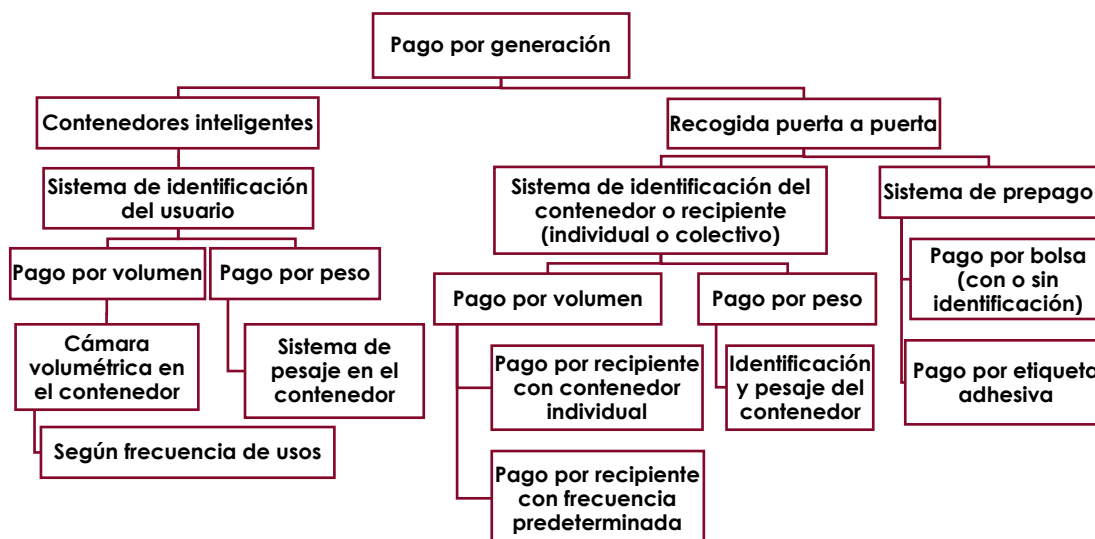 Pago por generación
Contenedores inteligentes
Recogida puerta a puerta
Sistema de identificación
del usuario
Sistema de identificación del
contenedor o recipiente
(individual o colectivo)
Sistema de prepago
Pago por volumen
Pago por peso
Pago por bolsa
(con o sin
identificación)
Pago por volumen
Pago por peso
Cámara
volumétrica en
el contenedor
Sistema de
pesaje en el
contenedor
Pago por recipiente
con contenedor
individual
Identificación
y pesaje del
contenedor
Pago por etiqueta
adhesiva
Según frecuencia de usos
Pago por recipiente
con frecuencia
predeterminada